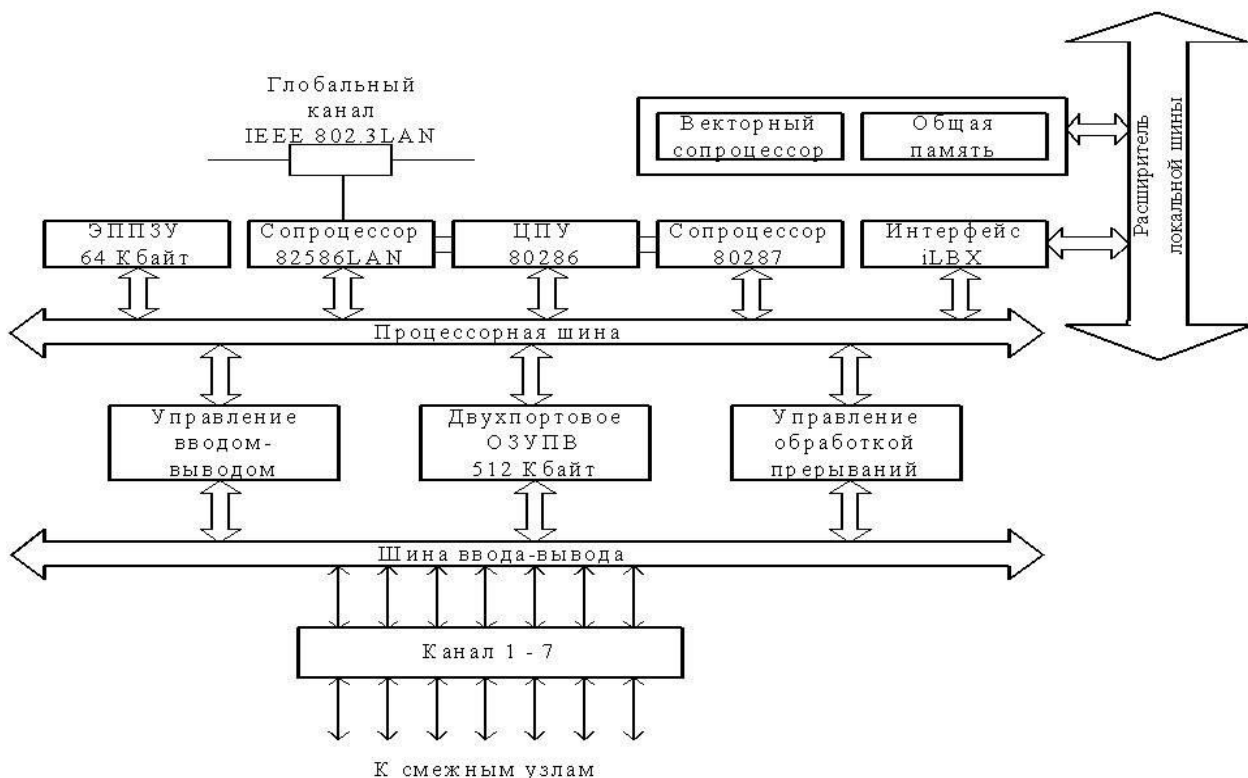 Глобальный
канал
IEEE 802.3LAN
Векторный
сопроцессор
Общая
память
Расширитель
локальной шины
ЭППЗУ
64 Кбайт
Сопроцессор
82586LAN
ЦПУ
80286
Сопроцессор
80287
Интерфейс
iLBX
Процессорная шина
Управление
вводом-
выводом
Двухпортовое
ОЗУПВ
512 Кбайт
Управление
обработкой
прерываний
Шина ввода-вывода
Канал 1 - 7
К смежным узлам